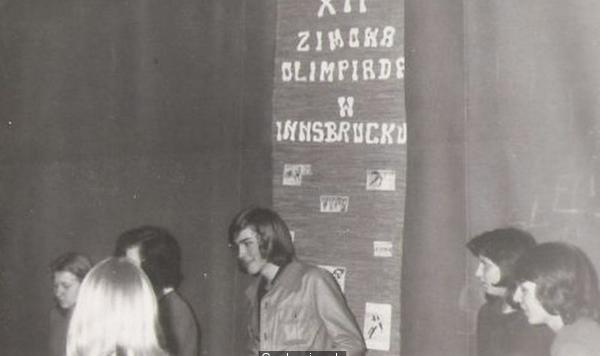 XII
ZIMOWA
OLIMPIADA
W
INNSBRUCKU